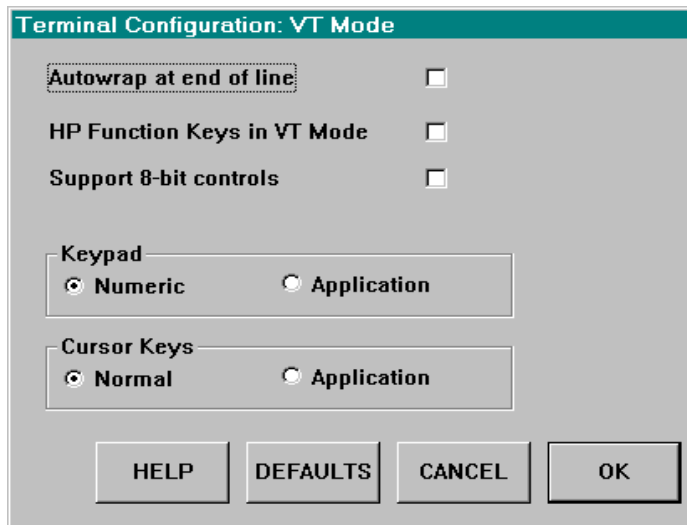 Terminal Configuration: VT Mode
Autowrap at end of line
HP Function Keys in VT Mode
Support 8-bit controls
Keypad
Numeric Application
Cursor Keys
Normal Application
HELP DEFAULTS CANCEL OK